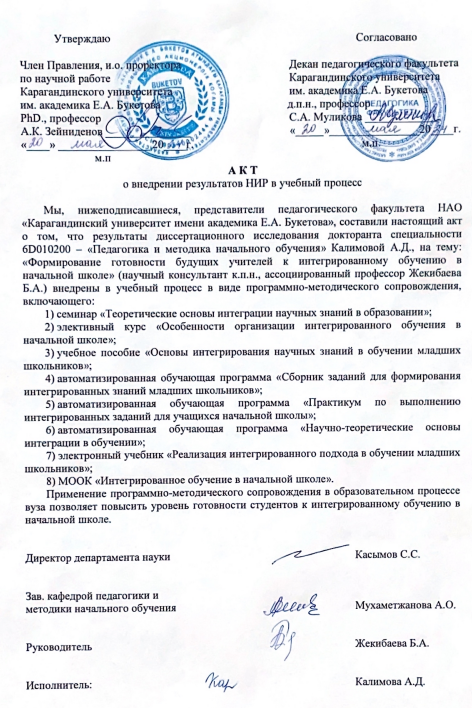 Утверждаю
Член Правления, и.о. проректора
по научной работе
Карагандинского университета
им. академика Е.А. Букетова
PhD., профессор
А.К. Зейниденов
« 20 » мая 20 г.
м.п
Согласовано
Декан педагогического факультета
Карагандинского университета
им. академика Е.А. Букетова
д.п.н., профессор
С.А. Муликова
« 20 » мая 2024 г.
BUKETOV
ПЕДАГОГИКА
А К Т
о внедрении результатов НИР в учебный процесс
Мы, нижеподписавшиеся, представители педагогического факультета НАО
«Карагандинский университет имени академика Е.А. Букетова», составили настоящий акт
о том, что результаты диссертационного исследования докторанта специальности
6D010200 – «Педагогика и методика начального обучения» Калимовой А.Д., на тему:
«Формирование готовности будущих учителей к интегрированному обучению в
начальной школе» (научный консультант к.п.н., ассоциированный профессор Жекибаева
Б.А.) внедрены в учебный процесс в виде программно-методического сопровождения,
включающего:
1) семинар «Теоретические основы интеграции научных знаний в образовании»;
2) элективный курс «Особенности организации интегрированного обучения в
начальной школе»;
3) учебное пособие «Основы интегрирования научных знаний в обучении младших
школьников»;
4) автоматизированная обучающая программа «Сборник заданий для формирования
интегрированных знаний младших школьников»;
5) автоматизированная обучающая программа «Практикум по выполнению
интегрированных заданий для учащихся начальной школы»;
6) автоматизированная обучающая программа «Научно-теоретические основы
интеграции в обучении»;
7) электронный учебник «Реализация интегрированного подхода в обучении младших
школьников»;
8) МООК «Интегрированное обучение в начальной школе».
Применение программно-методического сопровождения в образовательном процессе
вуза позволяет повысить уровень готовности студентов к интегрированному обучению в
начальной школе.
Директор департамента науки Касымов С.С.
Зав. кафедрой педагогики и
методики начального обучения Мухаметжанова А.О.
Руководитель Жекибаева Б.А.
Исполнитель: Калимова А.Д.